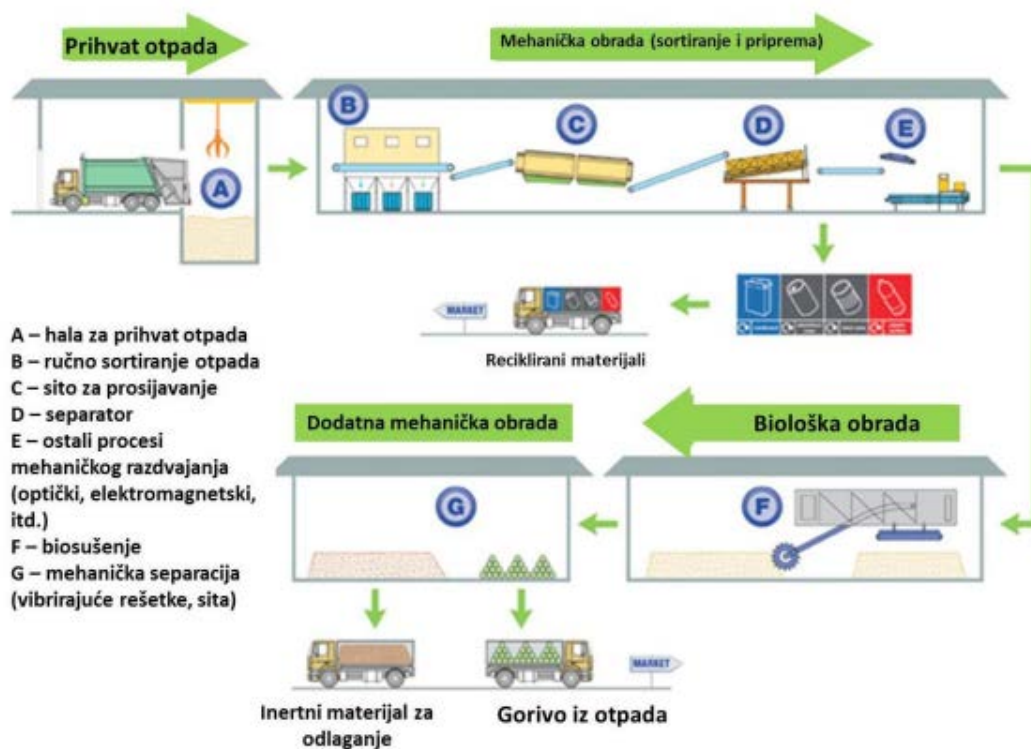 Prihvat otpada
Mehanička obrada (sortiranje i priprema)
A
B
C
D
E
MARKET
Reciklirani materijali
A – hala za prihvat otpada
B – ručno sortiranje otpada
C – sito za prosijavanje
D – separator
E – ostali procesi
mehaničkog razdvajanja
(optički, elektromagnetski,
itd.)
F – biosušenje
G – mehanička separacija
(vibrirajuće rešetke, sita)
Dodatna mehanička obrada
Biološka obrada
G
F
MARKET
Inertni materijal za
odlaganje
Gorivo iz otpada